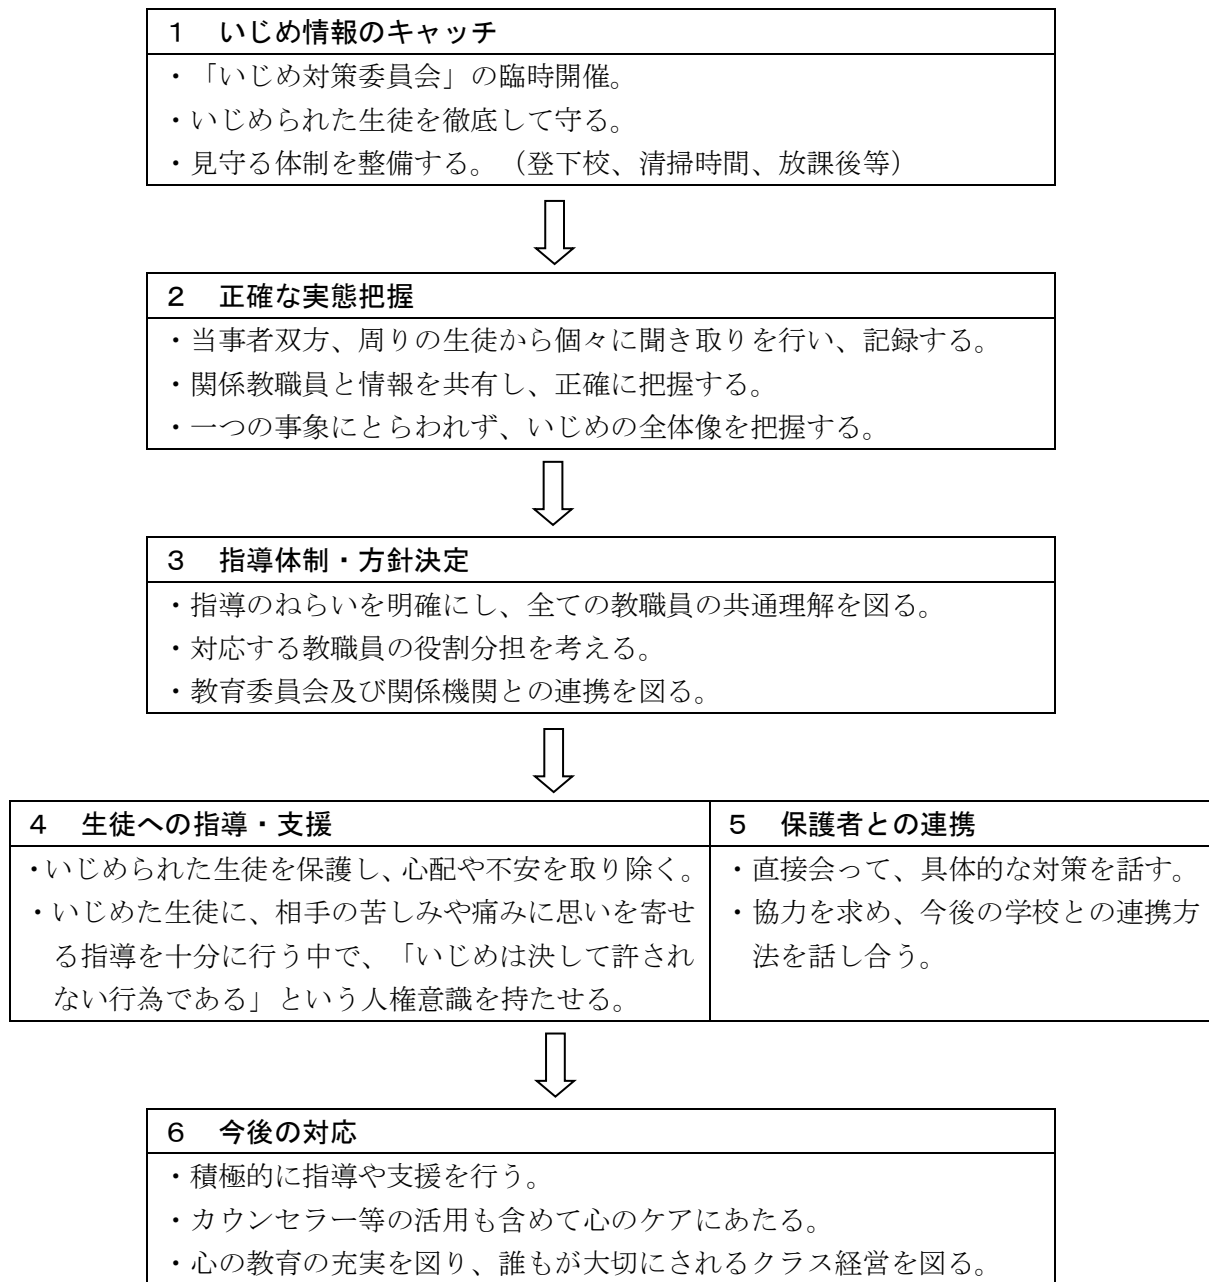 １　いじめ情報のキャッチ
・「いじめ対策委員会」の臨時開催。
・いじめられた生徒を徹底して守る。
・見守る体制を整備する。（登下校、清掃時間、放課後等）
２　正確な実態把握
・当事者双方、周りの生徒から個々に聞き取りを行い、記録する。
・関係教職員と情報を共有し、正確に把握する。
・一つの事象にとらわれず、いじめの全体像を把握する。
３　指導体制・方針決定
・指導のねらいを明確にし、全ての教職員の共通理解を図る。
・対応する教職員の役割分担を考える。
・教育委員会及び関係機関との連携を図る。
４　生徒への指導・支援
・いじめられた生徒を保護し、心配や不安を取り除く。
・いじめた生徒に、相手の苦しみや痛みに思いを寄せ
る指導を十分に行う中で、「いじめは決して許され
ない行為である」という人権意識を持たせる。
５　保護者との連携
・直接会って、具体的な対策を話す。
・協力を求め、今後の学校との連携方
法を話し合う。
６　今後の対応
・積極的に指導や支援を行う。
・カウンセラー等の活用も含めて心のケアにあたる。
・心の教育の充実を図り、誰もが大切にされるクラス経営を図る。